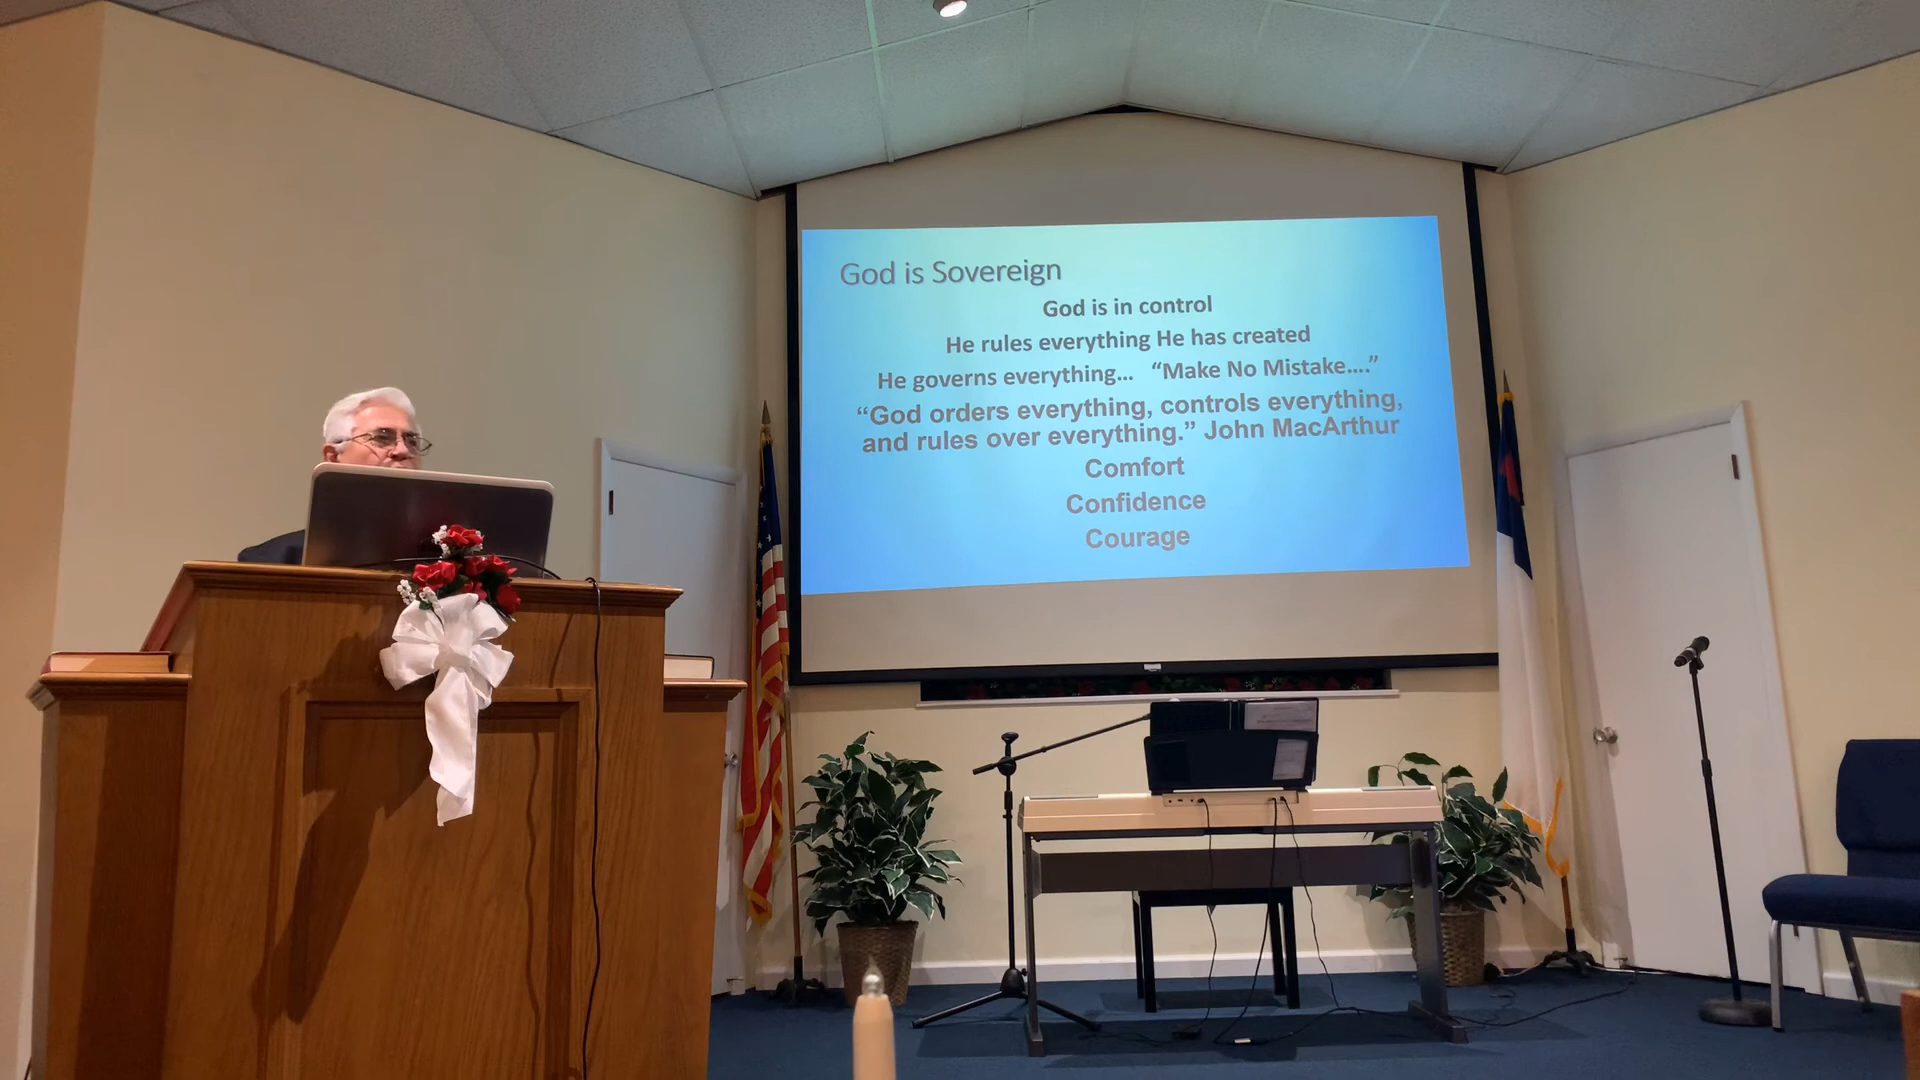 God is Sovereign
God is in control
He rules everything He has created
He governs everything… “Make No Mistake….”
“God orders everything, controls everything,
and rules over everything.” John MacArthur
Comfort
Confidence
Courage